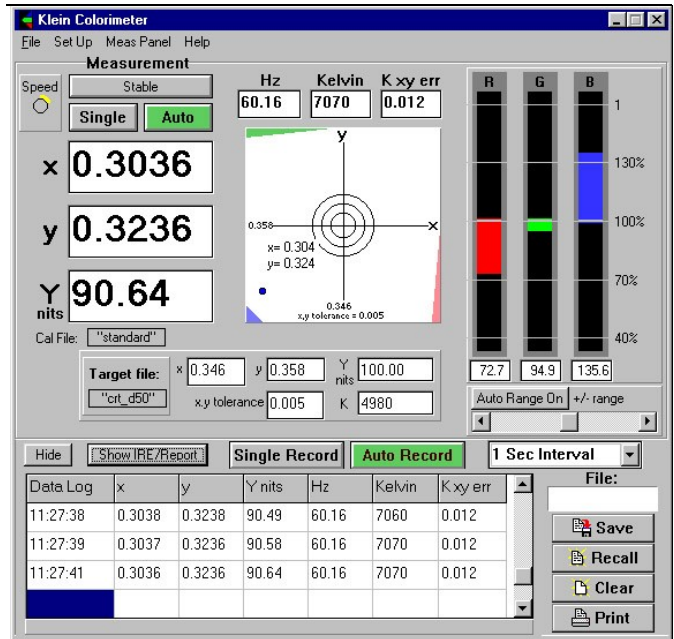 Klein Colorimeter
File Set Up Meas Panel Help
Measurement
Speed
Stable
Single Auto
Hz Kelvin K xy err
60.16 7070 0.012
x 0.3036
y 0.3236
Y nits 90.64
Cal File: "standard"
y
0.358
x
x= 0.304
y= 0.324
0.346
x,y tolerance = 0.005
Target file:
"crt_d50"
x 0.346 y 0.358 Y nits 100.00
x.y tolerance 0.005 K 4980
R G B
1
130%
100%
70%
40%
72.7 94.9 135.6
Auto Range On +/- range
Hide Show IRE/Report Single Record Auto Record 1 Sec Interval
Data Log x y Y nits Hz Kelvin K xy err
11:27:38 0.3038 0.3238 90.49 60.16 7060 0.012
11:27:39 0.3037 0.3236 90.58 60.16 7070 0.012
11:27:41 0.3036 0.3236 90.64 60.16 7070 0.012
File:
Save
Recall
Clear
Print